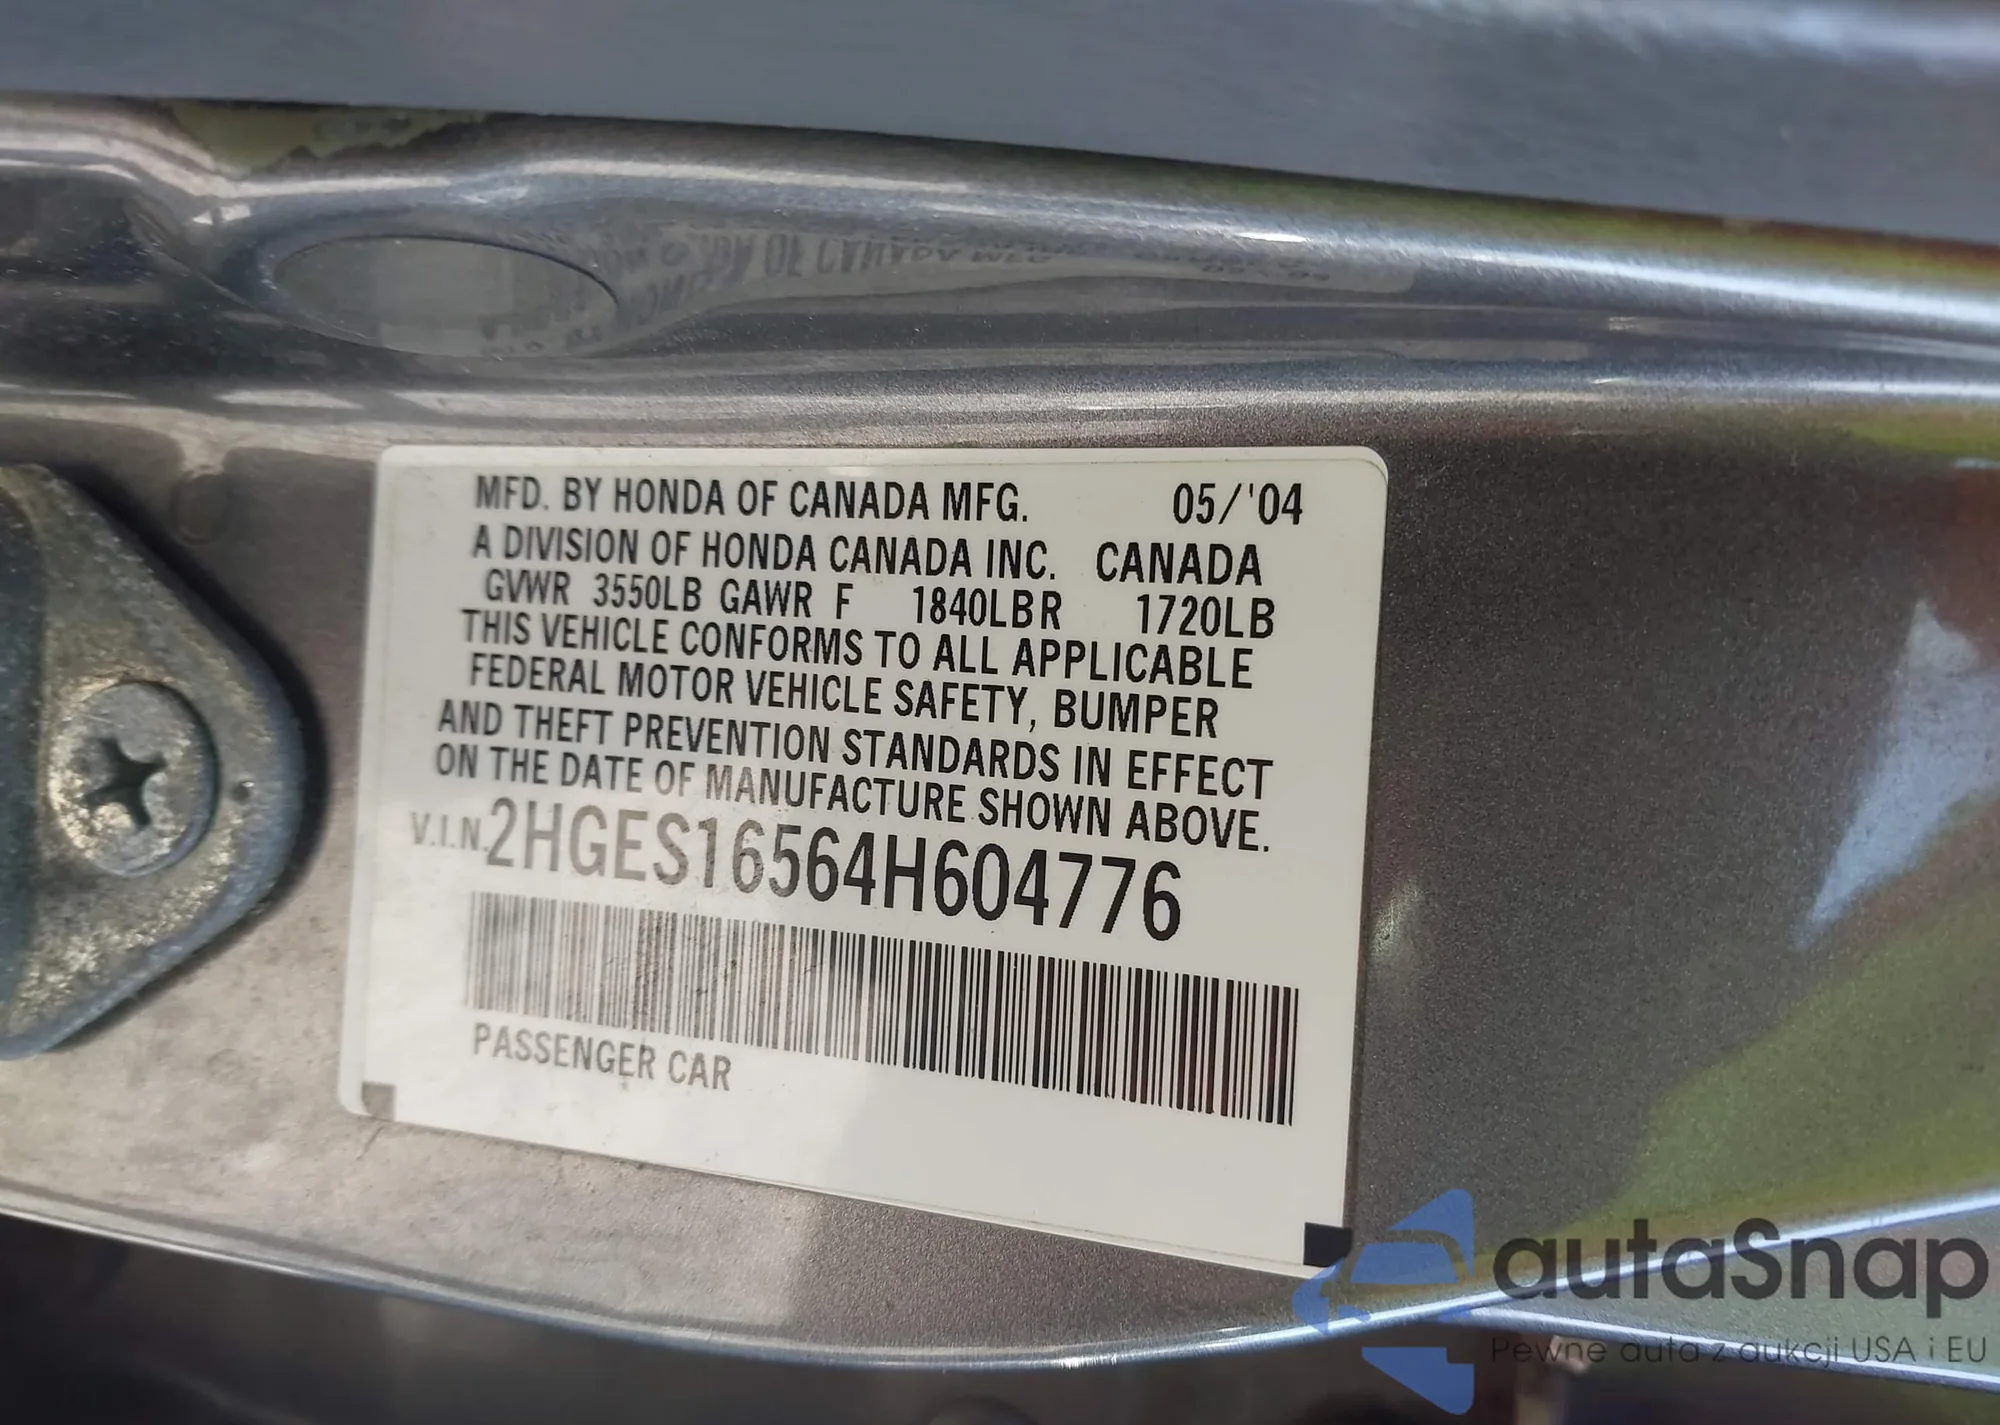 MFD. BY HONDA OF CANADA MFG. 05/'04
A DIVISION OF HONDA CANADA INC. CANADA
GVWR 3550LB GAWR F 1840LBR 1720LB
THIS VEHICLE CONFORMS TO ALL APPLICABLE
FEDERAL MOTOR VEHICLE SAFETY, BUMPER
AND THEFT PREVENTION STANDARDS IN EFFECT
ON THE DATE OF MANUFACTURE SHOWN ABOVE.
V.I.N. 2HGES16564H604776
PASSENGER CAR
autaSnap
Pewne auta z aukcji USA i EU